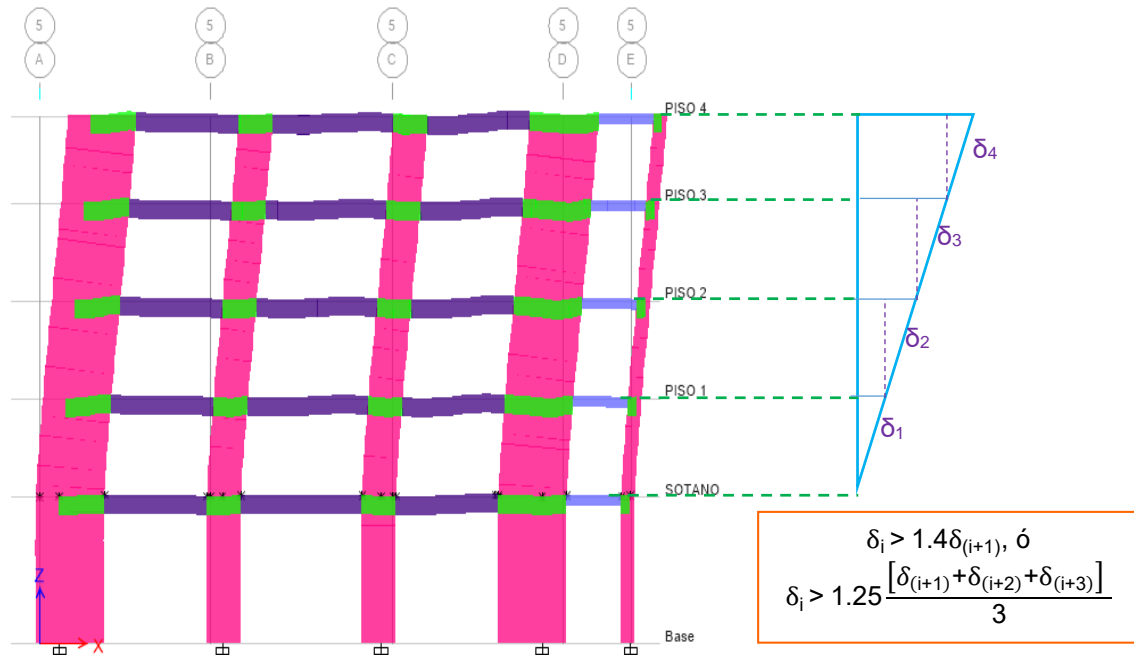 5 5 5 5 5
A B C D E
PISO 4
δ4
PISO 3
δ3
PISO 2
δ2
PISO 1
δ1
SOTANO
δi > 1.4δ(i+1), ó
δi > 1.25 [δ(i+1)+δ(i+2)+δ(i+3)]
3
Z
Base
X